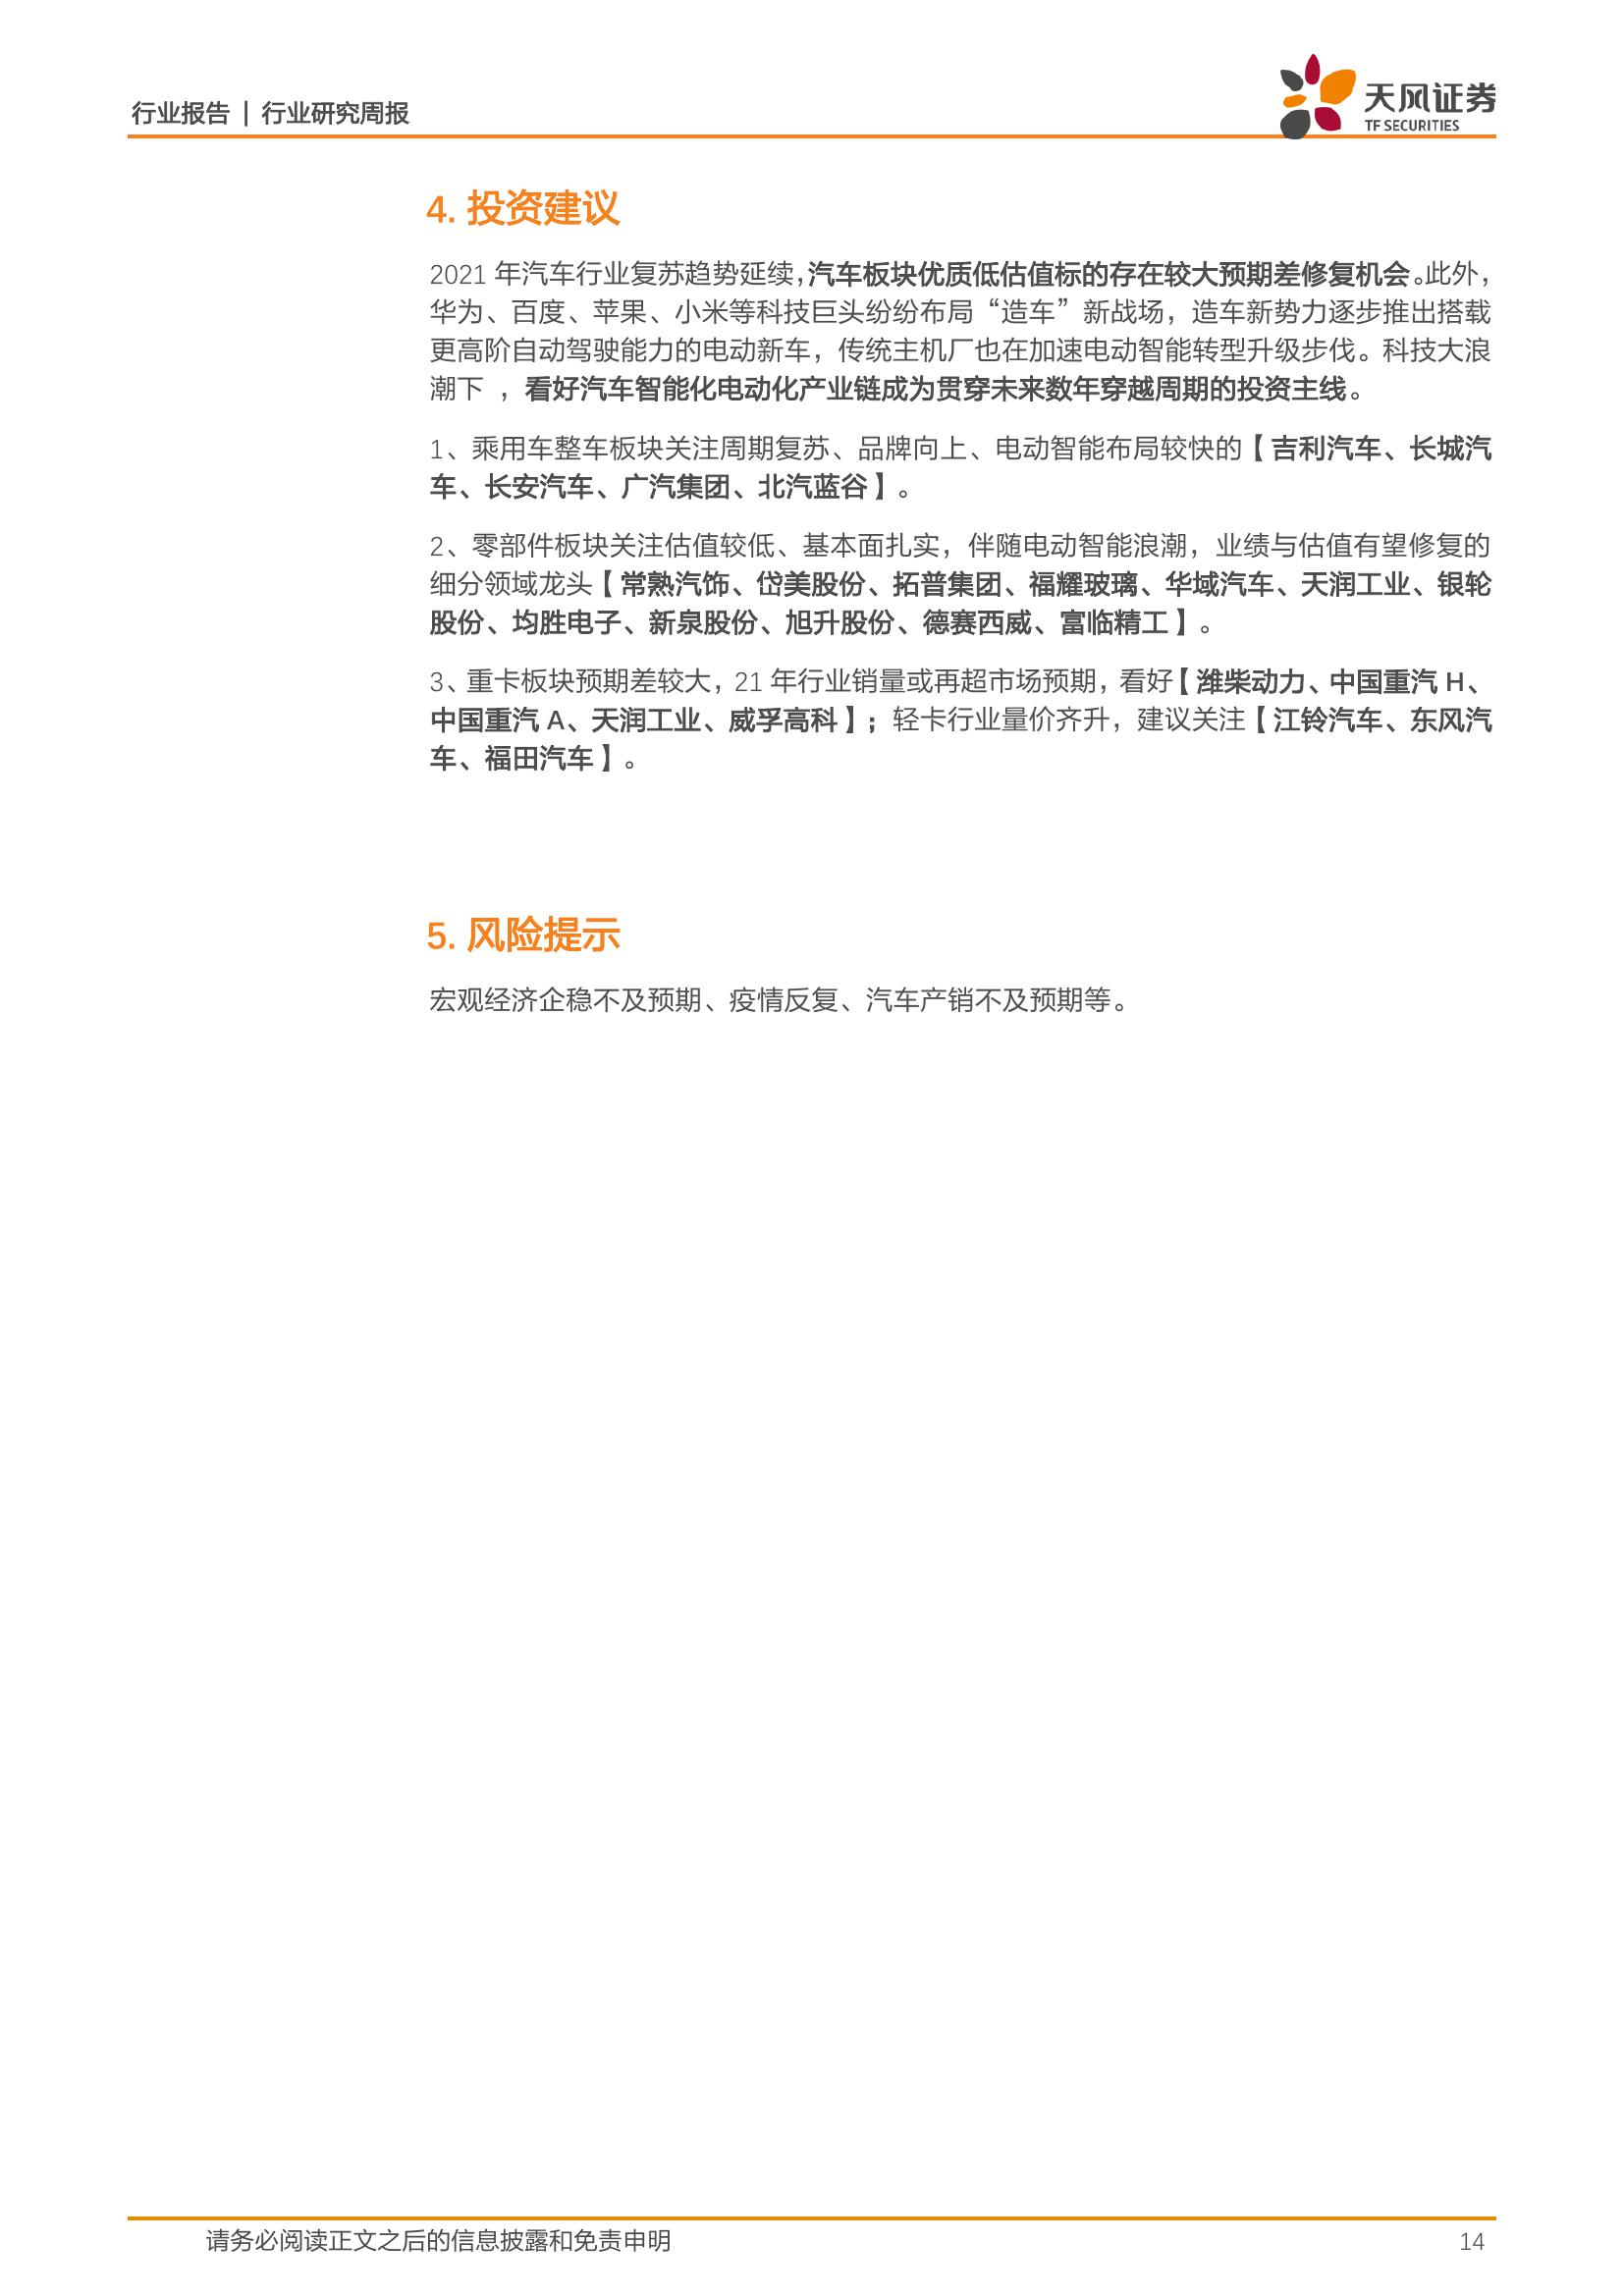 行业报告 | 行业研究周报
天风证券
TF SECURITIES
4. 投资建议
2021 年汽车行业复苏趋势延续，汽车板块优质低估值标的存在较大预期差修复机会。此外，
华为、百度、苹果、小米等科技巨头纷纷布局“造车”新战场，造车新势力逐步推出搭载
更高阶自动驾驶能力的电动新车，传统主机厂也在加速电动智能转型升级步伐。科技大浪
潮下 ，看好汽车智能化电动化产业链成为贯穿未来数年穿越周期的投资主线。
1、乘用车整车板块关注周期复苏、品牌向上、电动智能布局较快的【吉利汽车、长城汽
车、长安汽车、广汽集团、北汽蓝谷】。
2、零部件板块关注估值较低、基本面扎实，伴随电动智能浪潮，业绩与估值有望修复的
细分领域龙头【常熟汽饰、岱美股份、拓普集团、福耀玻璃、华域汽车、天润工业、银轮
股份、均胜电子、新泉股份、旭升股份、德赛西威、富临精工】。
3、重卡板块预期差较大，21 年行业销量或再超市场预期，看好【潍柴动力、中国重汽 H、
中国重汽 A、天润工业、威孚高科】；轻卡行业量价齐升，建议关注【江铃汽车、东风汽
车、福田汽车】。
5. 风险提示
宏观经济企稳不及预期、疫情反复、汽车产销不及预期等。
请务必阅读正文之后的信息披露和免责申明
14